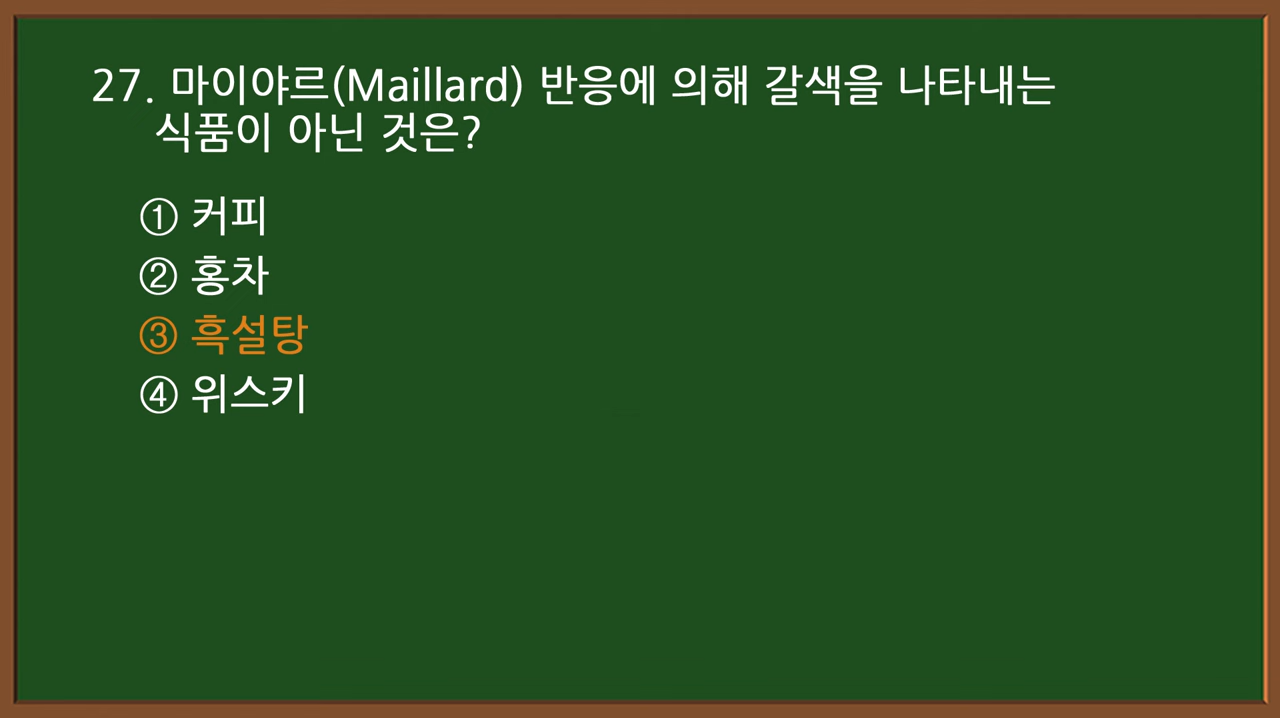 27. 마이야르(Maillard) 반응에 의해 갈색을 나타내는
식품이 아닌 것은?
① 커피
② 홍차
③ 흑설탕
④ 위스키